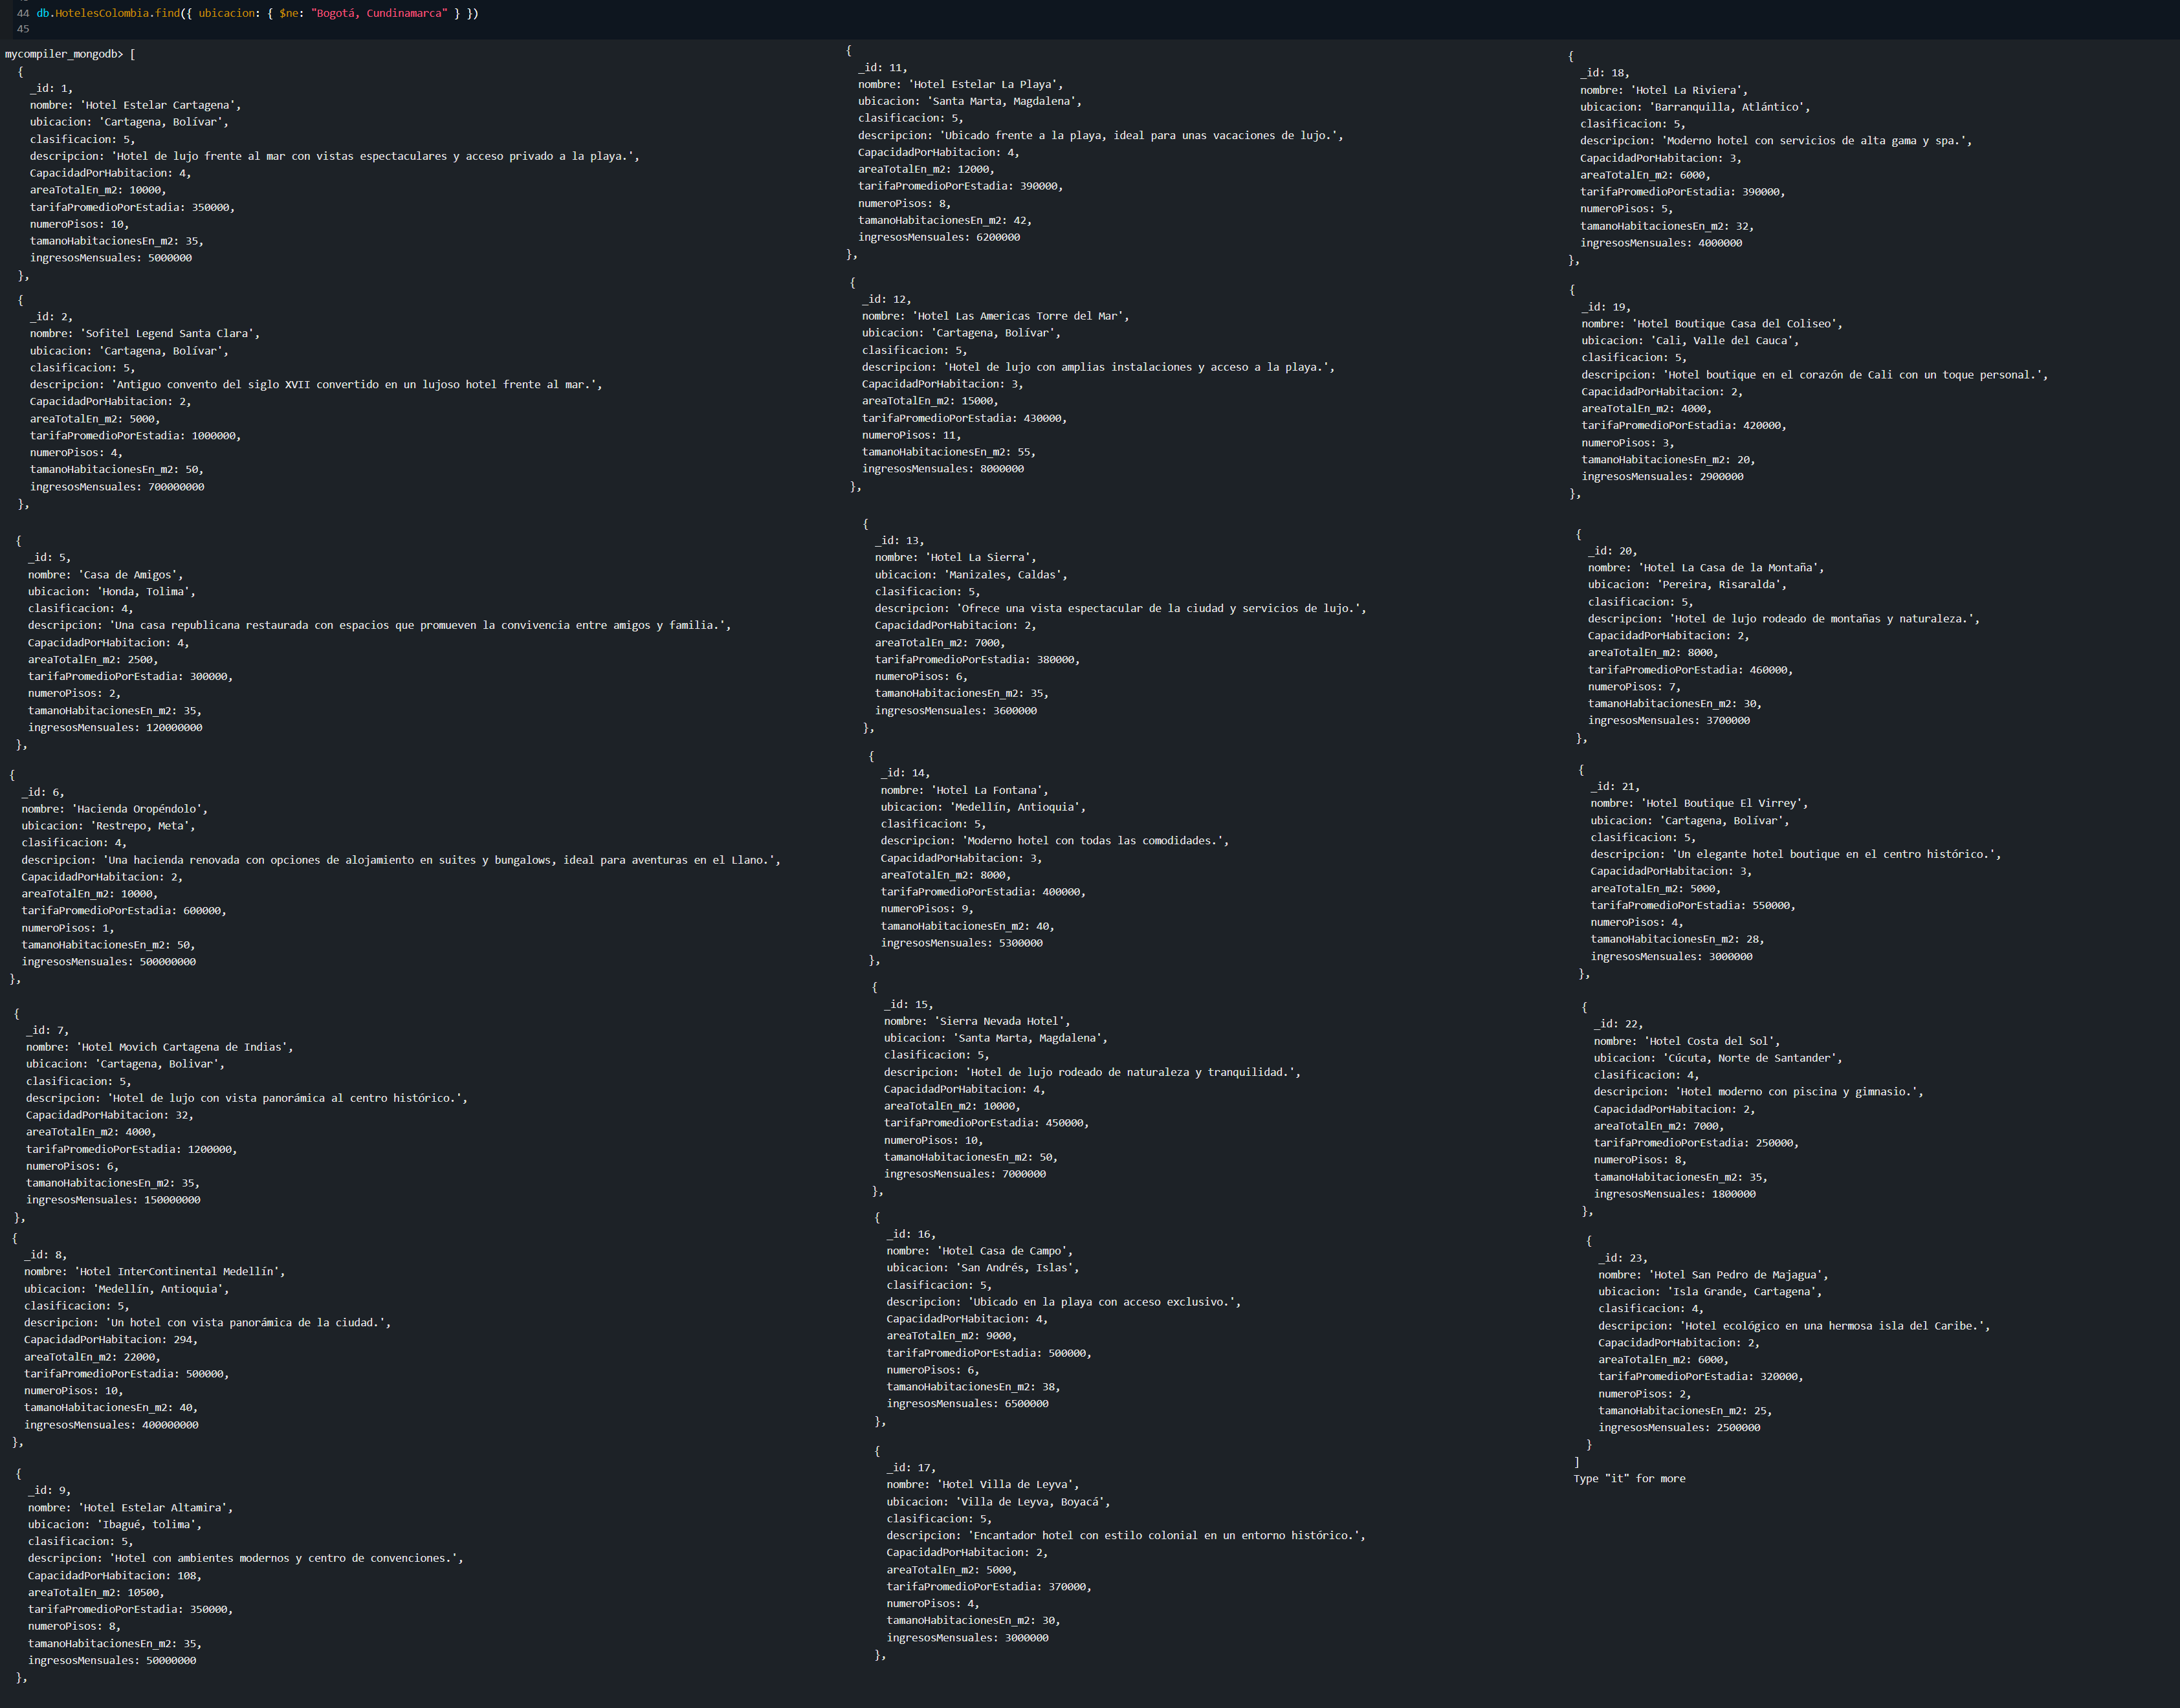 44 db.HotelesColombia.find({ ubicacion: { $ne: "Bogotá, Cundinamarca" } })
45
mycompiler_mongodb> [
{
_id: 1,
nombre: 'Hotel Estelar Cartagena',
ubicacion: 'Cartagena, Bolívar',
clasificacion: 5,
descripcion: 'Hotel de lujo frente al mar con vistas espectaculares y acceso privado a la playa.',
CapacidadPorHabitacion: 4,
areaTotalEn_m2: 10000,
tarifaPromedioPorEstadia: 350000,
numeroPisos: 10,
tamanoHabitacionesEn_m2: 35,
ingresosMensuales: 5000000
},
{
_id: 2,
nombre: 'Sofitel Legend Santa Clara',
ubicacion: 'Cartagena, Bolívar',
clasificacion: 5,
descripcion: 'Antiguo convento del siglo XVII convertido en un lujoso hotel frente al mar.',
CapacidadPorHabitacion: 2,
areaTotalEn_m2: 5000,
tarifaPromedioPorEstadia: 1000000,
numeroPisos: 4,
tamanoHabitacionesEn_m2: 50,
ingresosMensuales: 700000000
},
{
_id: 5,
nombre: 'Casa de Amigos',
ubicacion: 'Honda, Tolima',
clasificacion: 4,
descripcion: 'Una casa republicana restaurada con espacios que promueven la convivencia entre amigos y familia.',
CapacidadPorHabitacion: 4,
areaTotalEn_m2: 2500,
tarifaPromedioPorEstadia: 300000,
numeroPisos: 2,
tamanoHabitacionesEn_m2: 35,
ingresosMensuales: 120000000
},
{
_id: 6,
nombre: 'Hacienda Oropéndolo',
ubicacion: 'Restrepo, Meta',
clasificacion: 4,
descripcion: 'Una hacienda renovada con opciones de alojamiento en suites y bungalows, ideal para aventuras en el Llano.',
CapacidadPorHabitacion: 2,
areaTotalEn_m2: 10000,
tarifaPromedioPorEstadia: 600000,
numeroPisos: 1,
tamanoHabitacionesEn_m2: 50,
ingresosMensuales: 500000000
},
{
_id: 7,
nombre: 'Hotel Movich Cartagena de Indias',
ubicacion: 'Cartagena, Bolivar',
clasificacion: 5,
descripcion: 'Hotel de lujo con vista panorámica al centro histórico.',
CapacidadPorHabitacion: 32,
areaTotalEn_m2: 4000,
tarifaPromedioPorEstadia: 1200000,
numeroPisos: 6,
tamanoHabitacionesEn_m2: 35,
ingresosMensuales: 150000000
},
{
_id: 8,
nombre: 'Hotel InterContinental Medellín',
ubicacion: 'Medellín, Antioquia',
clasificacion: 5,
descripcion: 'Un hotel con vista panorámica de la ciudad.',
CapacidadPorHabitacion: 294,
areaTotalEn_m2: 22000,
tarifaPromedioPorEstadia: 500000,
numeroPisos: 10,
tamanoHabitacionesEn_m2: 40,
ingresosMensuales: 400000000
},
{
_id: 9,
nombre: 'Hotel Estelar Altamira',
ubicacion: 'Ibagué, tolima',
clasificacion: 5,
descripcion: 'Hotel con ambientes modernos y centro de convenciones.',
CapacidadPorHabitacion: 108,
areaTotalEn_m2: 10500,
tarifaPromedioPorEstadia: 350000,
numeroPisos: 8,
tamanoHabitacionesEn_m2: 35,
ingresosMensuales: 50000000
},
{
_id: 11,
nombre: 'Hotel Estelar La Playa',
ubicacion: 'Santa Marta, Magdalena',
clasificacion: 5,
descripcion: 'Ubicado frente a la playa, ideal para unas vacaciones de lujo.',
CapacidadPorHabitacion: 4,
areaTotalEn_m2: 12000,
tarifaPromedioPorEstadia: 390000,
numeroPisos: 8,
tamanoHabitacionesEn_m2: 42,
ingresosMensuales: 6200000
},
{
_id: 12,
nombre: 'Hotel Las Americas Torre del Mar',
ubicacion: 'Cartagena, Bolívar',
clasificacion: 5,
descripcion: 'Hotel de lujo con amplias instalaciones y acceso a la playa.',
CapacidadPorHabitacion: 3,
areaTotalEn_m2: 15000,
tarifaPromedioPorEstadia: 430000,
numeroPisos: 11,
tamanoHabitacionesEn_m2: 55,
ingresosMensuales: 8000000
},
{
_id: 13,
nombre: 'Hotel La Sierra',
ubicacion: 'Manizales, Caldas',
clasificacion: 5,
descripcion: 'Ofrece una vista espectacular de la ciudad y servicios de lujo.',
CapacidadPorHabitacion: 2,
areaTotalEn_m2: 7000,
tarifaPromedioPorEstadia: 380000,
numeroPisos: 6,
tamanoHabitacionesEn_m2: 35,
ingresosMensuales: 3600000
},
{
_id: 14,
nombre: 'Hotel La Fontana',
ubicacion: 'Medellín, Antioquia',
clasificacion: 5,
descripcion: 'Moderno hotel con todas las comodidades.',
CapacidadPorHabitacion: 3,
areaTotalEn_m2: 8000,
tarifaPromedioPorEstadia: 400000,
numeroPisos: 9,
tamanoHabitacionesEn_m2: 40,
ingresosMensuales: 5300000
},
{
_id: 15,
nombre: 'Sierra Nevada Hotel',
ubicacion: 'Santa Marta, Magdalena',
clasificacion: 5,
descripcion: 'Hotel de lujo rodeado de naturaleza y tranquilidad.',
CapacidadPorHabitacion: 4,
areaTotalEn_m2: 10000,
tarifaPromedioPorEstadia: 450000,
numeroPisos: 10,
tamanoHabitacionesEn_m2: 50,
ingresosMensuales: 7000000
},
{
_id: 16,
nombre: 'Hotel Casa de Campo',
ubicacion: 'San Andrés, Islas',
clasificacion: 5,
descripcion: 'Ubicado en la playa con acceso exclusivo.',
CapacidadPorHabitacion: 4,
areaTotalEn_m2: 9000,
tarifaPromedioPorEstadia: 500000,
numeroPisos: 6,
tamanoHabitacionesEn_m2: 38,
ingresosMensuales: 6500000
},
{
_id: 17,
nombre: 'Hotel Villa de Leyva',
ubicacion: 'Villa de Leyva, Boyacá',
clasificacion: 5,
descripcion: 'Encantador hotel con estilo colonial en un entorno histórico.',
CapacidadPorHabitacion: 2,
areaTotalEn_m2: 5000,
tarifaPromedioPorEstadia: 370000,
numeroPisos: 4,
tamanoHabitacionesEn_m2: 30,
ingresosMensuales: 3000000
},
{
_id: 18,
nombre: 'Hotel La Riviera',
ubicacion: 'Barranquilla, Atlántico',
clasificacion: 5,
descripcion: 'Moderno hotel con servicios de alta gama y spa.',
CapacidadPorHabitacion: 3,
areaTotalEn_m2: 6000,
tarifaPromedioPorEstadia: 390000,
numeroPisos: 5,
tamanoHabitacionesEn_m2: 32,
ingresosMensuales: 4000000
},
{
_id: 19,
nombre: 'Hotel Boutique Casa del Coliseo',
ubicacion: 'Cali, Valle del Cauca',
clasificacion: 5,
descripcion: 'Hotel boutique en el corazón de Cali con un toque personal.',
CapacidadPorHabitacion: 2,
areaTotalEn_m2: 4000,
tarifaPromedioPorEstadia: 420000,
numeroPisos: 3,
tamanoHabitacionesEn_m2: 20,
ingresosMensuales: 2900000
},
{
_id: 20,
nombre: 'Hotel La Casa de la Montaña',
ubicacion: 'Pereira, Risaralda',
clasificacion: 5,
descripcion: 'Hotel de lujo rodeado de montañas y naturaleza.',
CapacidadPorHabitacion: 2,
areaTotalEn_m2: 8000,
tarifaPromedioPorEstadia: 460000,
numeroPisos: 7,
tamanoHabitacionesEn_m2: 30,
ingresosMensuales: 3700000
},
{
_id: 21,
nombre: 'Hotel Boutique El Virrey',
ubicacion: 'Cartagena, Bolívar',
clasificacion: 5,
descripcion: 'Un elegante hotel boutique en el centro histórico.',
CapacidadPorHabitacion: 3,
areaTotalEn_m2: 5000,
tarifaPromedioPorEstadia: 550000,
numeroPisos: 4,
tamanoHabitacionesEn_m2: 28,
ingresosMensuales: 3000000
},
{
_id: 22,
nombre: 'Hotel Costa del Sol',
ubicacion: 'Cúcuta, Norte de Santander',
clasificacion: 4,
descripcion: 'Hotel moderno con piscina y gimnasio.',
CapacidadPorHabitacion: 2,
areaTotalEn_m2: 7000,
tarifaPromedioPorEstadia: 250000,
numeroPisos: 8,
tamanoHabitacionesEn_m2: 35,
ingresosMensuales: 1800000
},
{
_id: 23,
nombre: 'Hotel San Pedro de Majagua',
ubicacion: 'Isla Grande, Cartagena',
clasificacion: 4,
descripcion: 'Hotel ecológico en una hermosa isla del Caribe.',
CapacidadPorHabitacion: 2,
areaTotalEn_m2: 6000,
tarifaPromedioPorEstadia: 320000,
numeroPisos: 2,
tamanoHabitacionesEn_m2: 25,
ingresosMensuales: 2500000
}
]
Type "it" for more